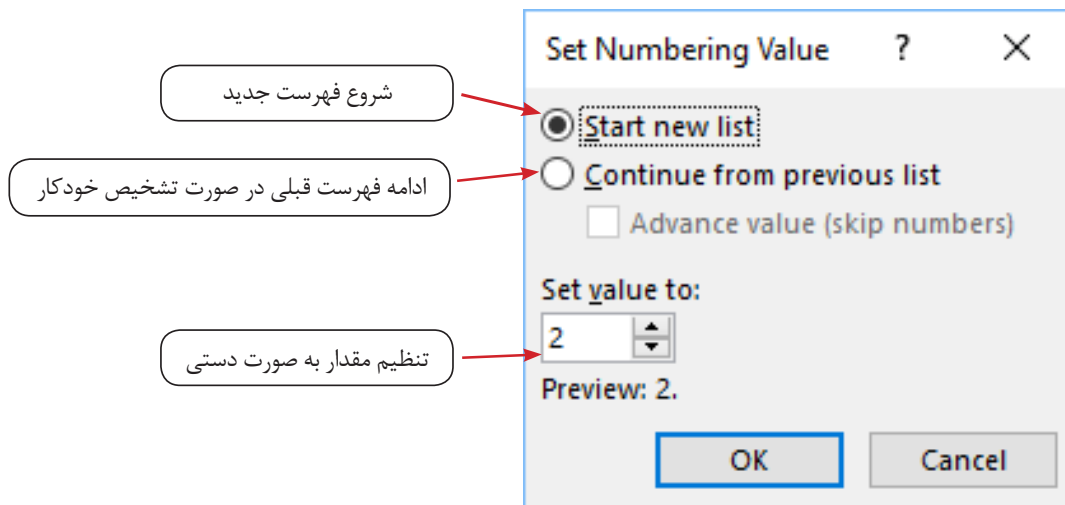 Set Numbering Value ? ×
شروع فهرست جدید
Start new list
ادامه فهرست قبلی در صورت تشخیص خودکار
Continue from previous list
Advance value (skip numbers)
Set value to:
تنظیم مقدار به صورت دستی
2
Preview: 2.
OK Cancel